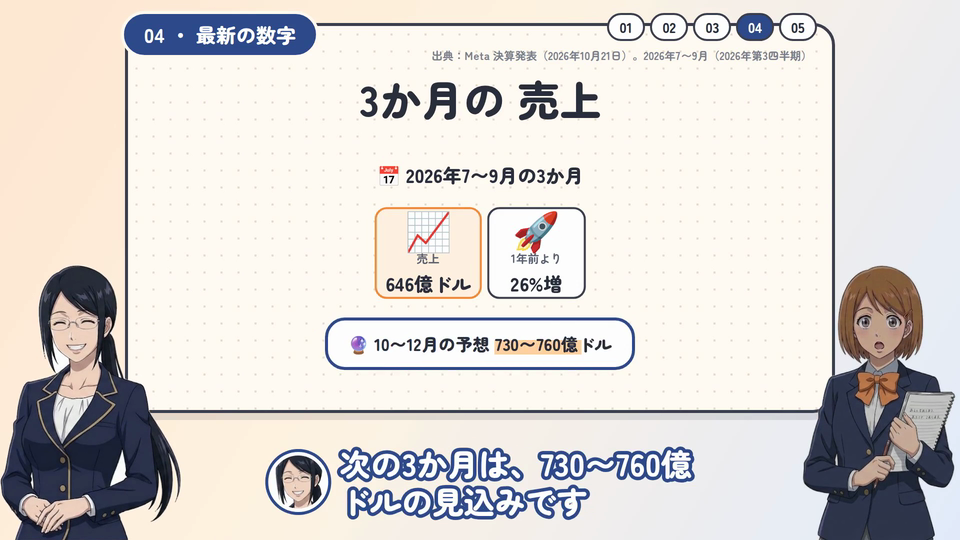 04 ・ 最新の数字
01 02 03 04 05
出典：Meta 決算発表（2026年10月21日）。2026年7〜9月（2026年第3四半期）
3か月の 売上
July 17 2026年7〜9月の3か月
売上
646億ドル
1年前より
26%増
10〜12月の予想 730〜760億ドル
次の3か月は、730〜760億
ドルの見込みです